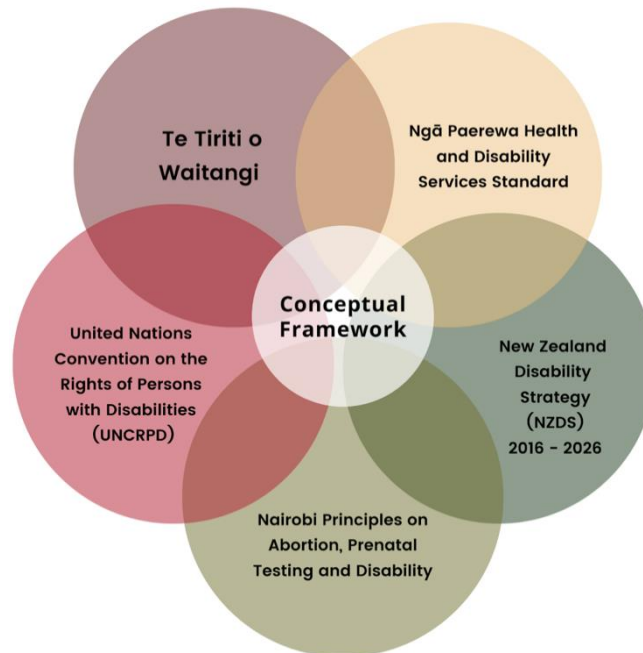 Te Tiriti o
Waitangi
Ngā Paerewa Health
and Disability
Services Standard
Conceptual
Framework
United Nations
Convention on the
Rights of Persons
with Disabilities
(UNCRPD)
New Zealand
Disability
Strategy
(NZDS)
2016 - 2026
Nairobi Principles on
Abortion, Prenatal
Testing and Disability